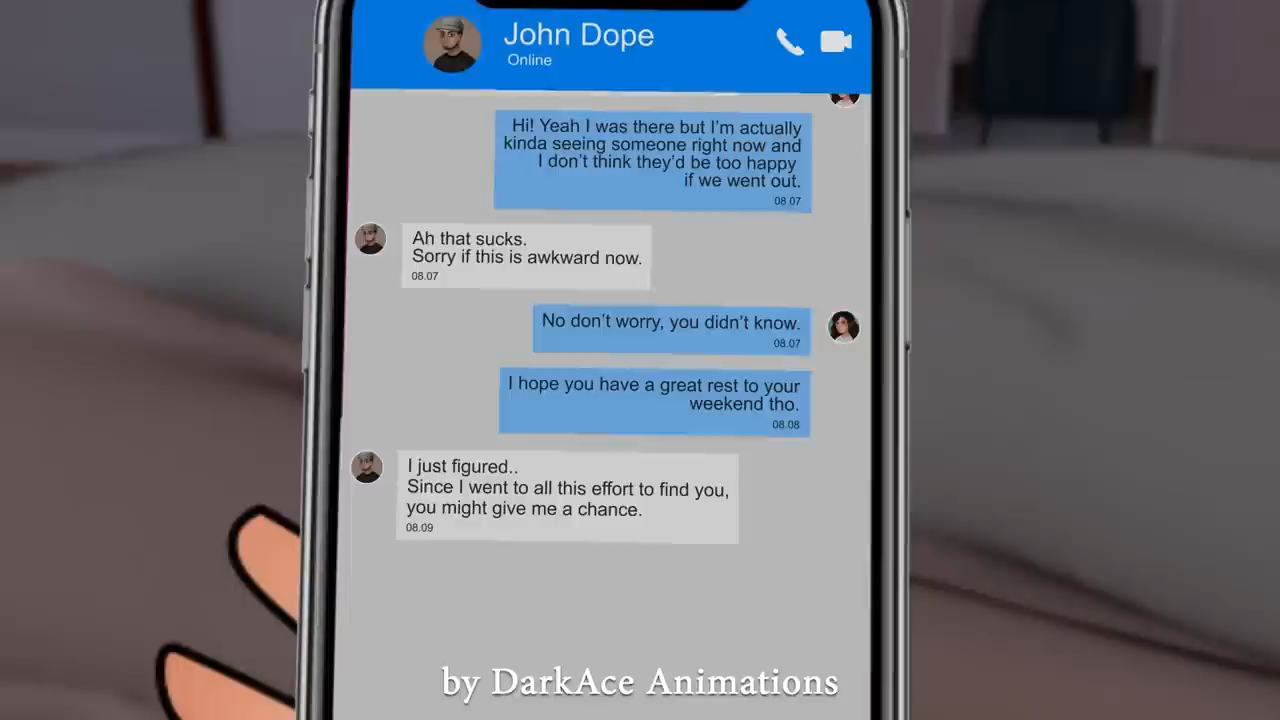 John Dope
Online
Hi! Yeah I was there but I’m actually
kinda seeing someone right now and
I don’t think they’d be too happy
if we went out.
08.07
Ah that sucks.
Sorry if this is awkward now.
08.07
No don’t worry, you didn’t know.
08.07
I hope you have a great rest to your
weekend tho.
08.08
I just figured..
Since I went to all this effort to find you,
you might give me a chance.
08.09
by DarkAce Animations